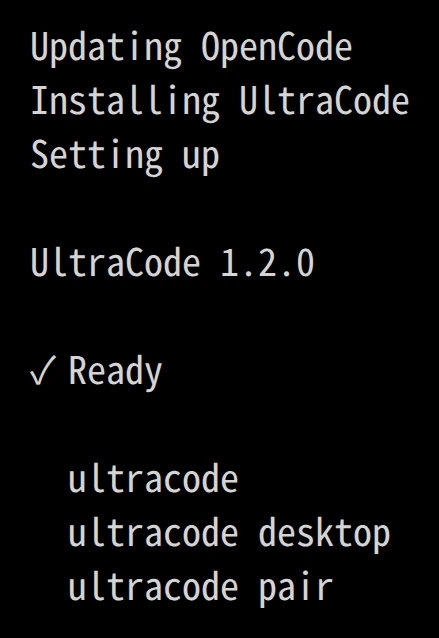 Updating OpenCode
Installing UltraCode
Setting up
UltraCode 1.2.0
✓ Ready
ultracode
ultracode desktop
ultracode pair